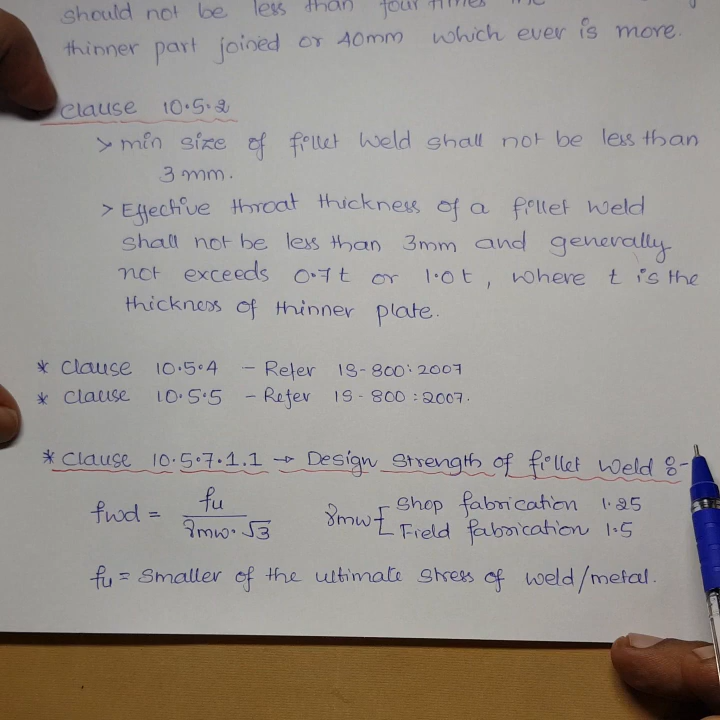 should not be less than four times
thinner part joined or 40mm which ever is more.
Clause 10.5.2
> min size of fillet weld shall not be less than
3mm.
> Effective throat thickness of a fillet weld
shall not be less than 3mm and generally
not exceeds 0.7t or 1.0t, where t is the
thickness of thinner plate.
* Clause 10.5.4 - Refer IS-800:2007
* Clause 10.5.5 - Refer IS-800:2007.
* Clause 10.5.7.1.1 → Design strength of fillet weld :-
fwd = fu / γmw.√3 γmw [ Shop fabrication 1.25
Field fabrication 1.5
fu = Smaller of the ultimate stress of weld/metal.